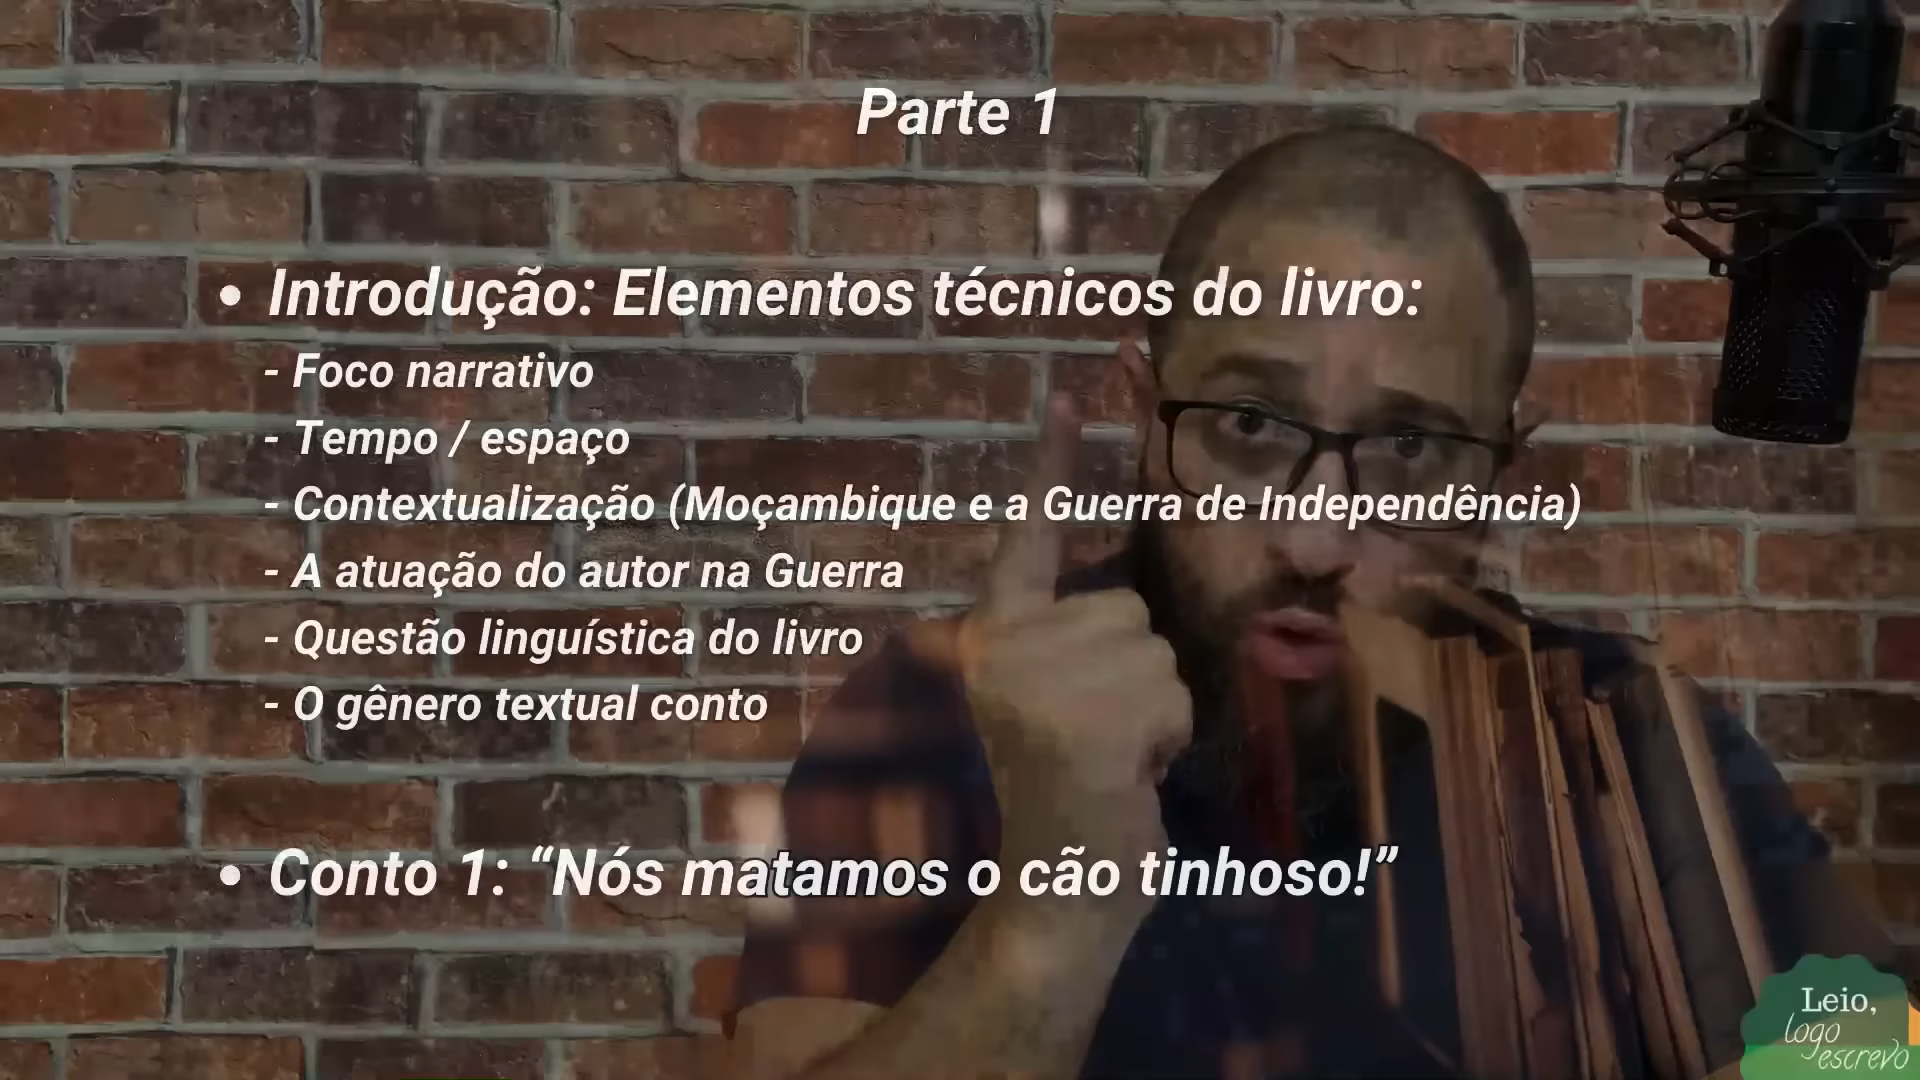 Parte 1
• Introdução: Elementos técnicos do livro:
- Foco narrativo
- Tempo / espaço
- Contextualização (Moçambique e a Guerra de Independência)
- A atuação do autor na Guerra
- Questão linguística do livro
- O gênero textual conto
• Conto 1: “Nós matamos o cão tinhoso!”
Leio,
logo
escrevo